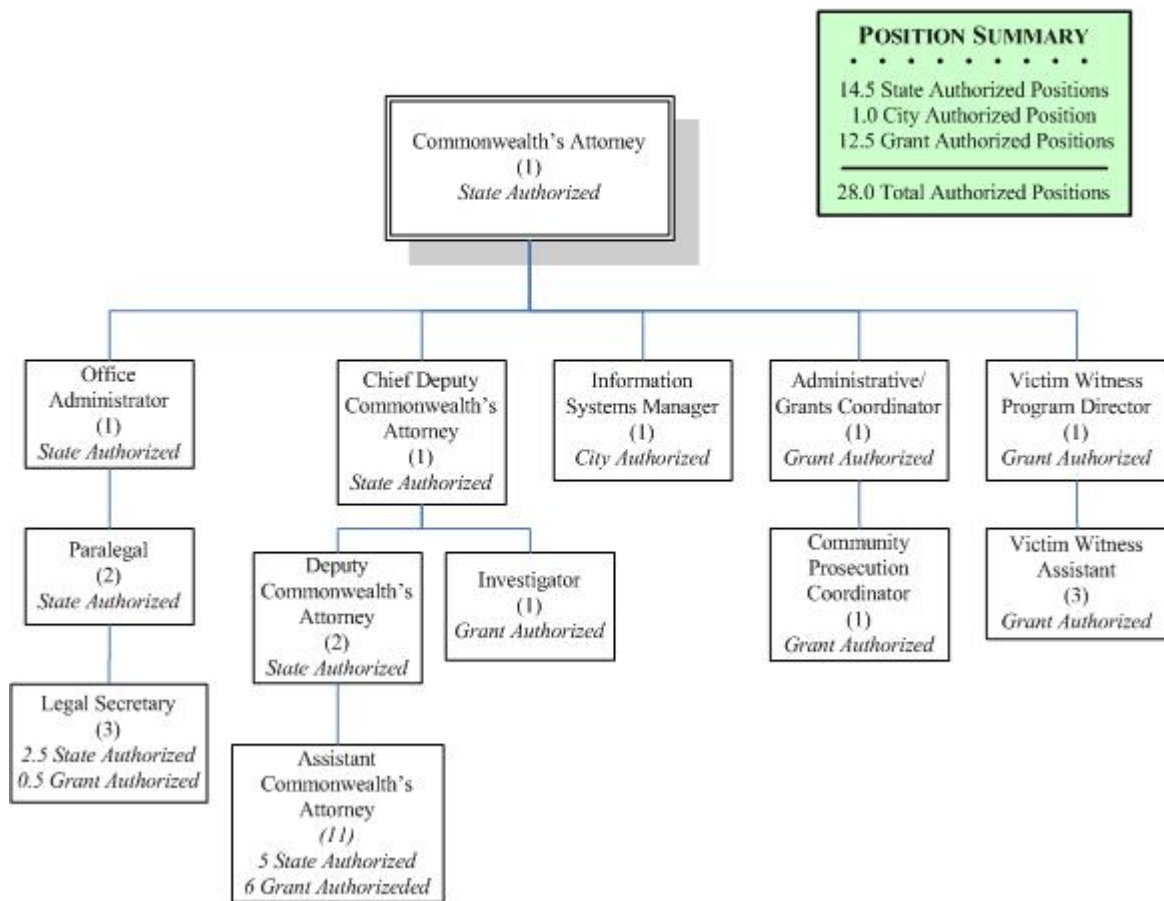 POSITION SUMMARY
14.5 State Authorized Positions
1.0 City Authorized Position
12.5 Grant Authorized Positions
28.0 Total Authorized Positions
Commonwealth's Attorney
(1)
State Authorized
Office
Administrator
(1)
State Authorized
Chief Deputy
Commonwealth's
Attorney
(1)
State Authorized
Information
Systems Manager
(1)
City Authorized
Administrative/
Grants Coordinator
(1)
Grant Authorized
Victim Witness
Program Director
(1)
Grant Authorized
Paralegal
(2)
State Authorized
Deputy
Commonwealth's
Attorney
(2)
State Authorized
Investigator
(1)
Grant Authorized
Community
Prosecution
Coordinator
(1)
Grant Authorized
Victim Witness
Assistant
(3)
Grant Authorized
Legal Secretary
(3)
2.5 State Authorized
0.5 Grant Authorized
Assistant
Commonwealth's
Attorney
(11)
5 State Authorized
6 Grant Authorizeded